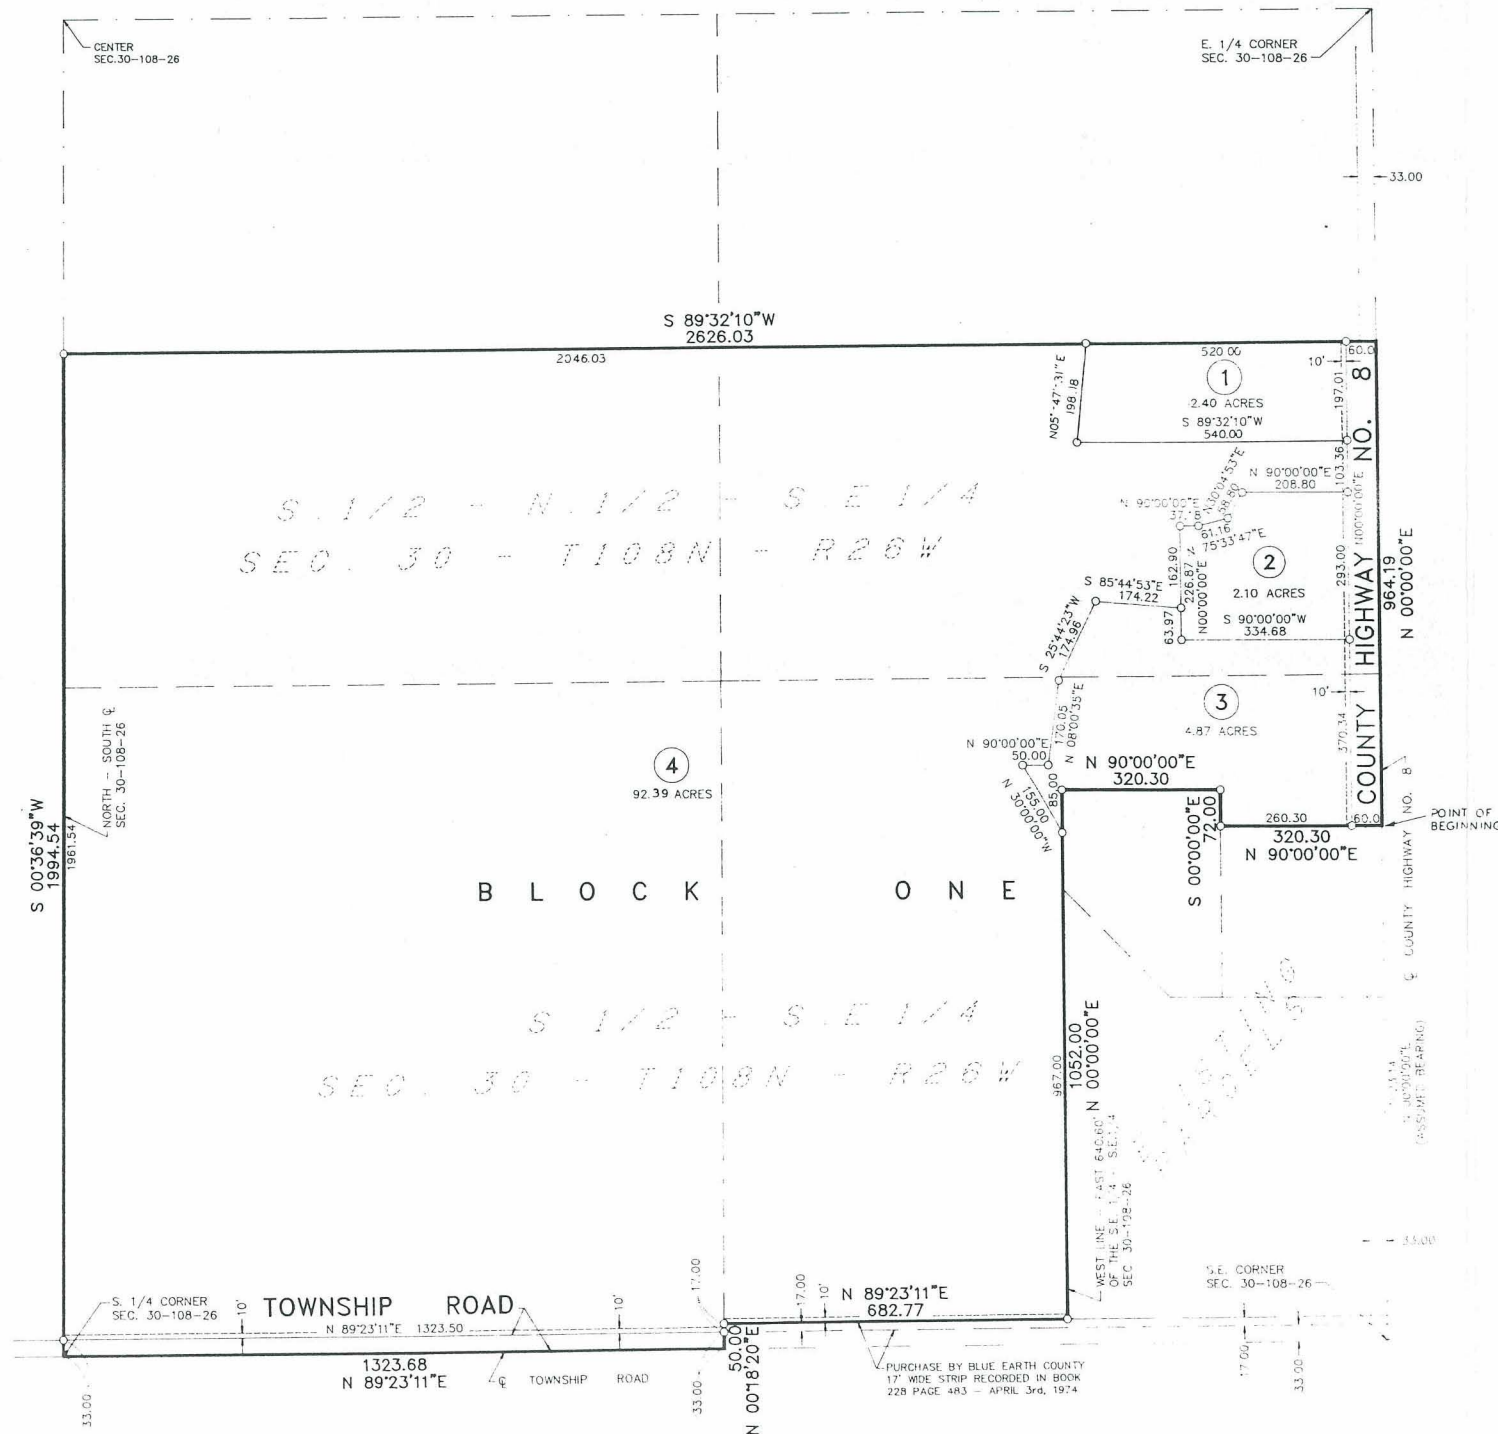 CENTER
SEC.30-108-26
E. 1/4 CORNER
SEC. 30-108-26
33.00
S 89°32'10"W
2626.03
2046.03
520.00
60.0
10'
1
2.40 ACRES
S 89°32'10"W
540.00
N05°47'31"E
198.18
197.01
103.36
N 90°00'00"E
208.80
N30°04'53"E
58.80
N 90°00'00"E
37.18
61.16
N 75°33'47"E
N00°00'00"E
S 1/2 - N 1/2 - S.E 1/4
SEC. 30 - T108N - R26W
2
2.10 ACRES
293.00
162.90
226.87
N00°00'00"E
S 85°44'53"E
174.22
S 90°00'00"W
334.68
63.97
S 25°44'23"W
174.96
964.19
N 00°00'00"E
COUNTY HIGHWAY NO. 8
10'
3
4.87 ACRES
370.34
170.05
N 08°00'35"E
N 90°00'00"E
50.00
N 90°00'00"E
320.30
155.00
N 30°00'00"W
85.00
S 00°00'00"E
72.00
260.30
60.0
320.30
N 90°00'00"E
POINT OF
BEGINNING
4
92.39 ACRES
NORTH - SOUTH ℄
SEC. 30-108-26
S 00°36'39"W
1994.54
1961.54
BLOCK ONE
℄ COUNTY HIGHWAY NO. 8
(ASSUMED BEARING)
S 1/2 - S.E 1/4
SEC. 30 - T108N - R26W
967.00
1052.00
N 00°00'00"E
WEST LINE - EAST 640.60'
OF THE S.E. 1/4 - S.E. 1/4
SEC 30-108-26
33.00
S.E. CORNER
SEC. 30-108-26
S. 1/4 CORNER
SEC. 30-108-26
10'
TOWNSHIP ROAD
10'
17.00
17.00
10'
N 89°23'11"E
682.77
N 89°23'11"E 1323.50
1323.68
N 89°23'11"E
℄ TOWNSHIP ROAD
33.00
33.00
50.00
N 00°18'20"E
PURCHASE BY BLUE EARTH COUNTY
17' WIDE STRIP RECORDED IN BOOK
228 PAGE 483 - APRIL 3rd, 1974
17.00
33.00